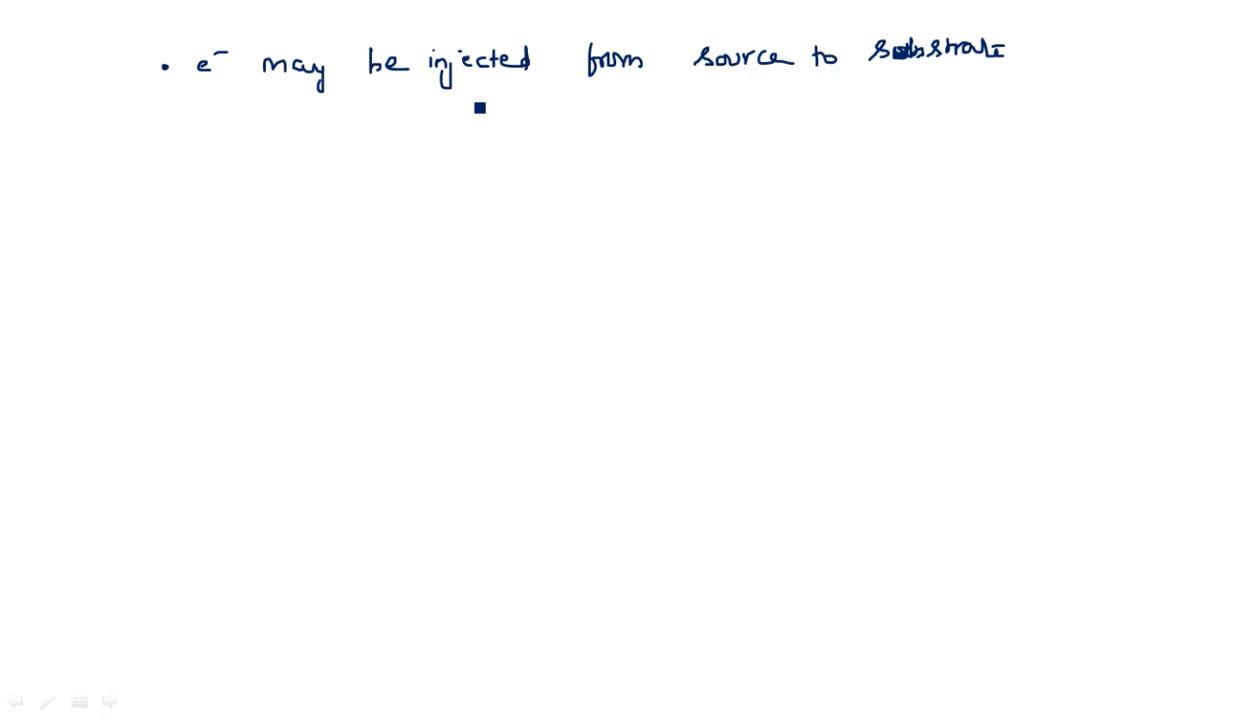 • e⁻ may be injected from source to substrate